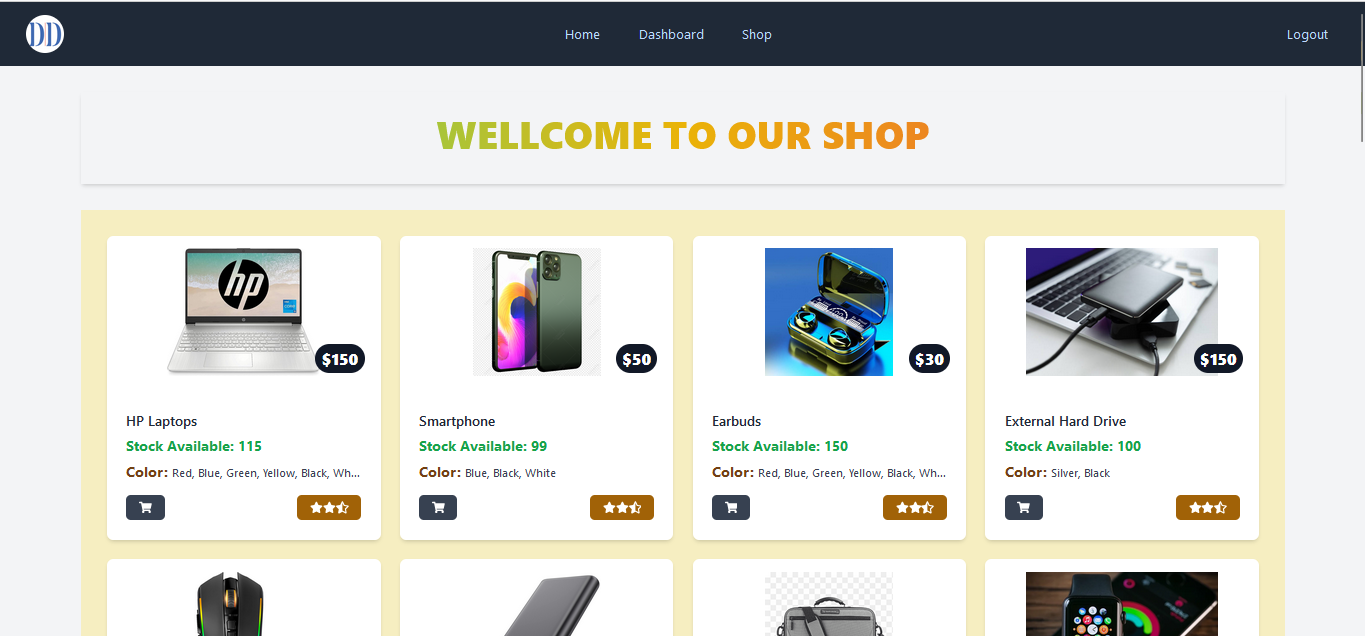 DD
Home Dashboard Shop Logout
WELLCOME TO OUR SHOP
hp
$150
$50
$30
$150
HP Laptops
Stock Available: 115
Color: Red, Blue, Green, Yellow, Black, Wh...
Smartphone
Stock Available: 99
Color: Blue, Black, White
Earbuds
Stock Available: 150
Color: Red, Blue, Green, Yellow, Black, Wh...
External Hard Drive
Stock Available: 100
Color: Silver, Black